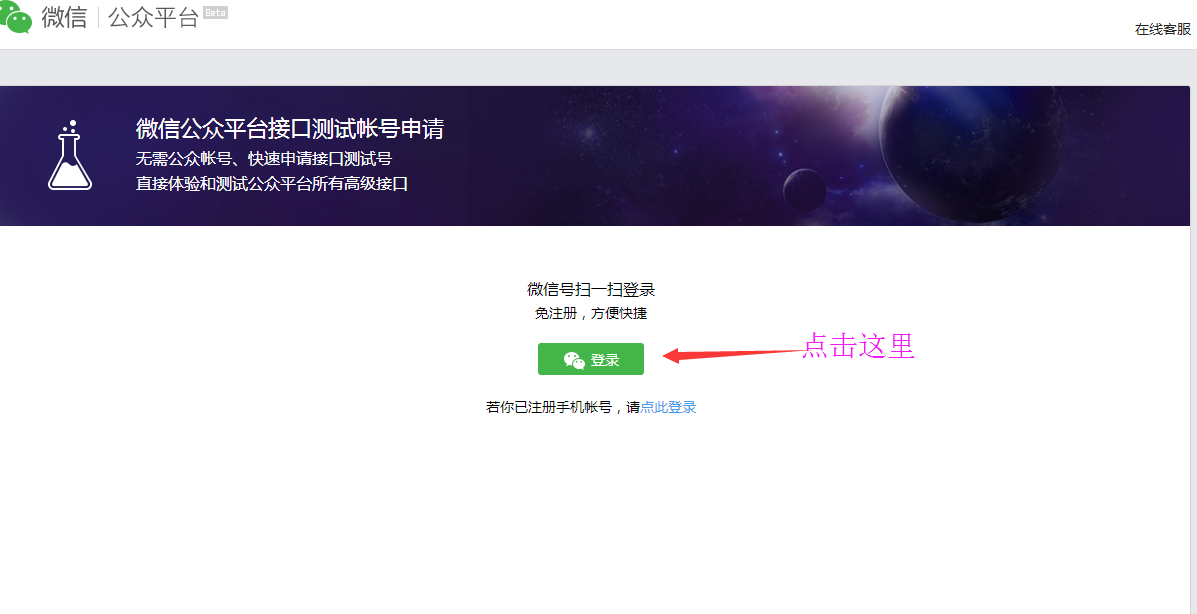 微信 | 公众平台 Beta
在线客服
微信公众平台接口测试帐号申请
无需公众帐号、快速申请接口测试号
直接体验和测试公众平台所有高级接口
微信号扫一扫登录
免注册，方便快捷
登录
点击这里
若你已注册手机帐号，请点此登录